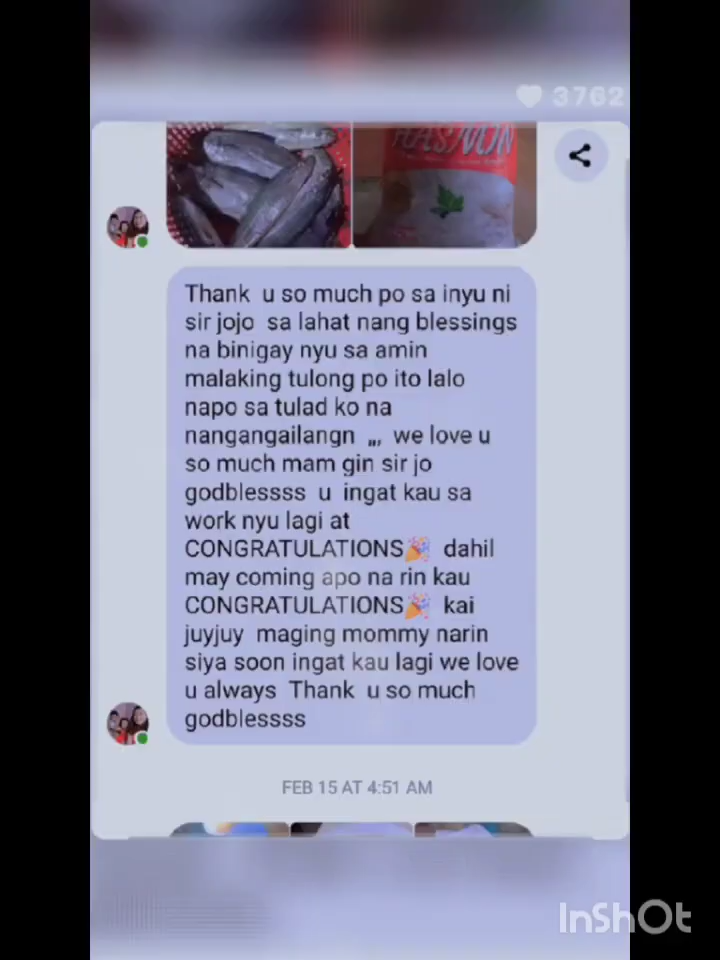 3762
Thank u so much po sa inyu ni
sir jojo sa lahat nang blessings
na binigay nyu sa amin
malaking tulong po ito lalo
napo sa tulad ko na
nangangailangn ,,, we love u
so much mam gin sir jo
godblessss u ingat kau sa
work nyu lagi at
CONGRATULATIONS🎉 dahil
may coming apo na rin kau
CONGRATULATIONS🎉 kai
juyjuy maging mommy narin
siya soon ingat kau lagi we love
u always Thank u so much
godblessss
FEB 15 AT 4:51 AM
InShOt